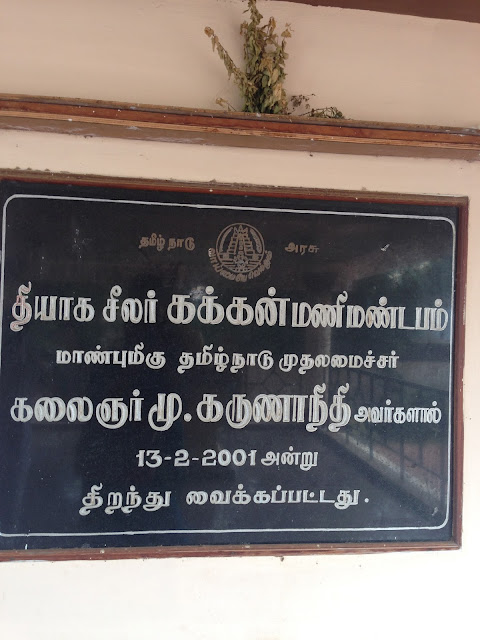 தமிழ் நாடு அரசு
வாய்மையே வெல்லும்
தியாக சீலர் கக்கன் மணிமண்டபம்
மாண்புமிகு தமிழ்நாடு முதலமைச்சர்
கலைஞர் மு. கருணாநிதி அவர்களால்
13-2-2001 அன்று
திறந்து வைக்கப்பட்டது.